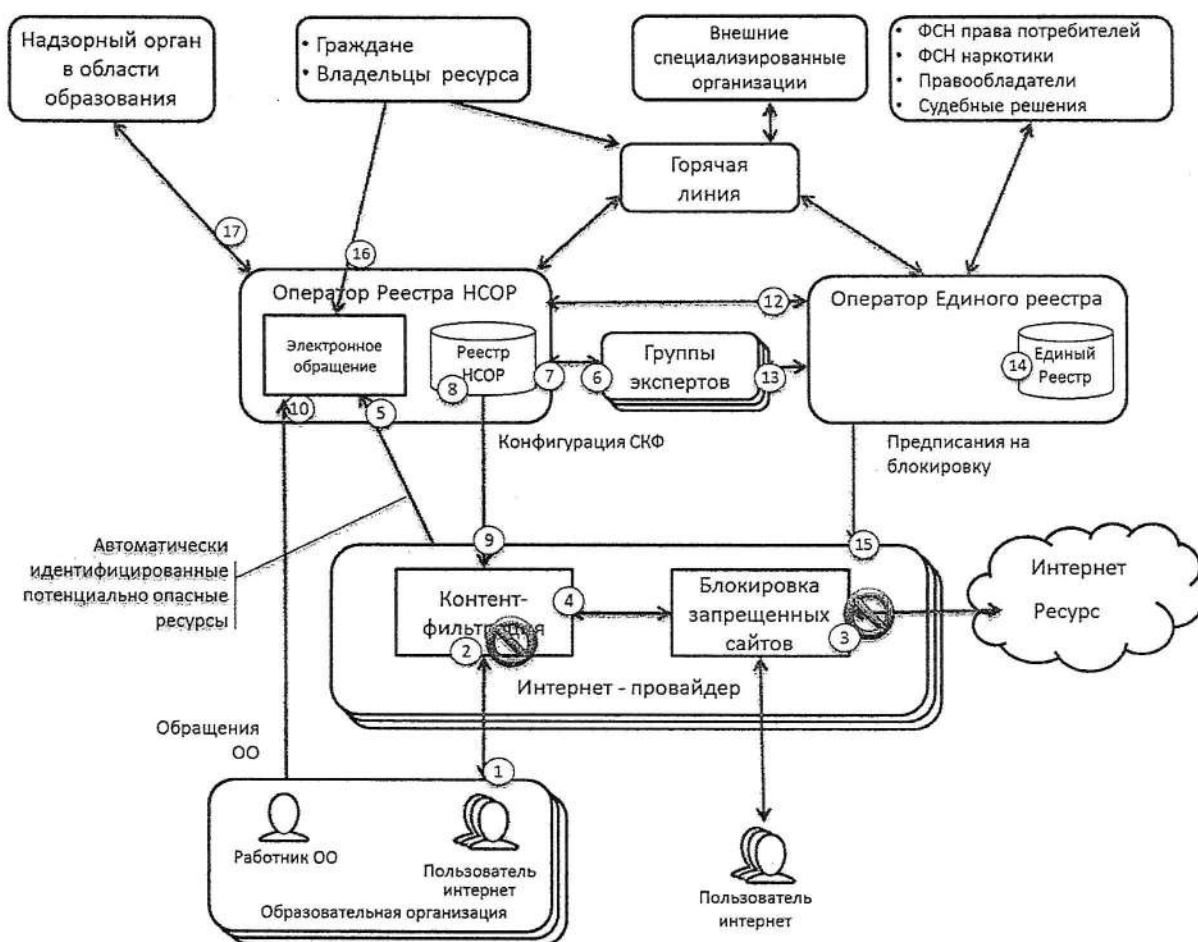 Надзорный орган
в области
образования
• Граждане
• Владельцы ресурса
Внешние
специализированные
организации
• ФСН права потребителей
• ФСН наркотики
• Правообладатели
• Судебные решения
Горячая
линия
17
16
Оператор Реестра НСОР
12
Оператор Единого реестра
Электронное
обращение
Реестр
НСОР
8
7
6
Группы
экспертов
13
14
Единый
Реестр
10
5
Конфигурация СКФ
Предписания на
блокировку
Автоматически
идентифицированные
потенциально опасные
ресурсы
9
15
Контент-
фильтрация
2
4
Блокировка
запрещенных
сайтов
3
Интернет
Ресурс
Интернет - провайдер
Обращения
ОО
1
Работник ОО
Пользователь
интернет
Образовательная организация
Пользователь
интернет